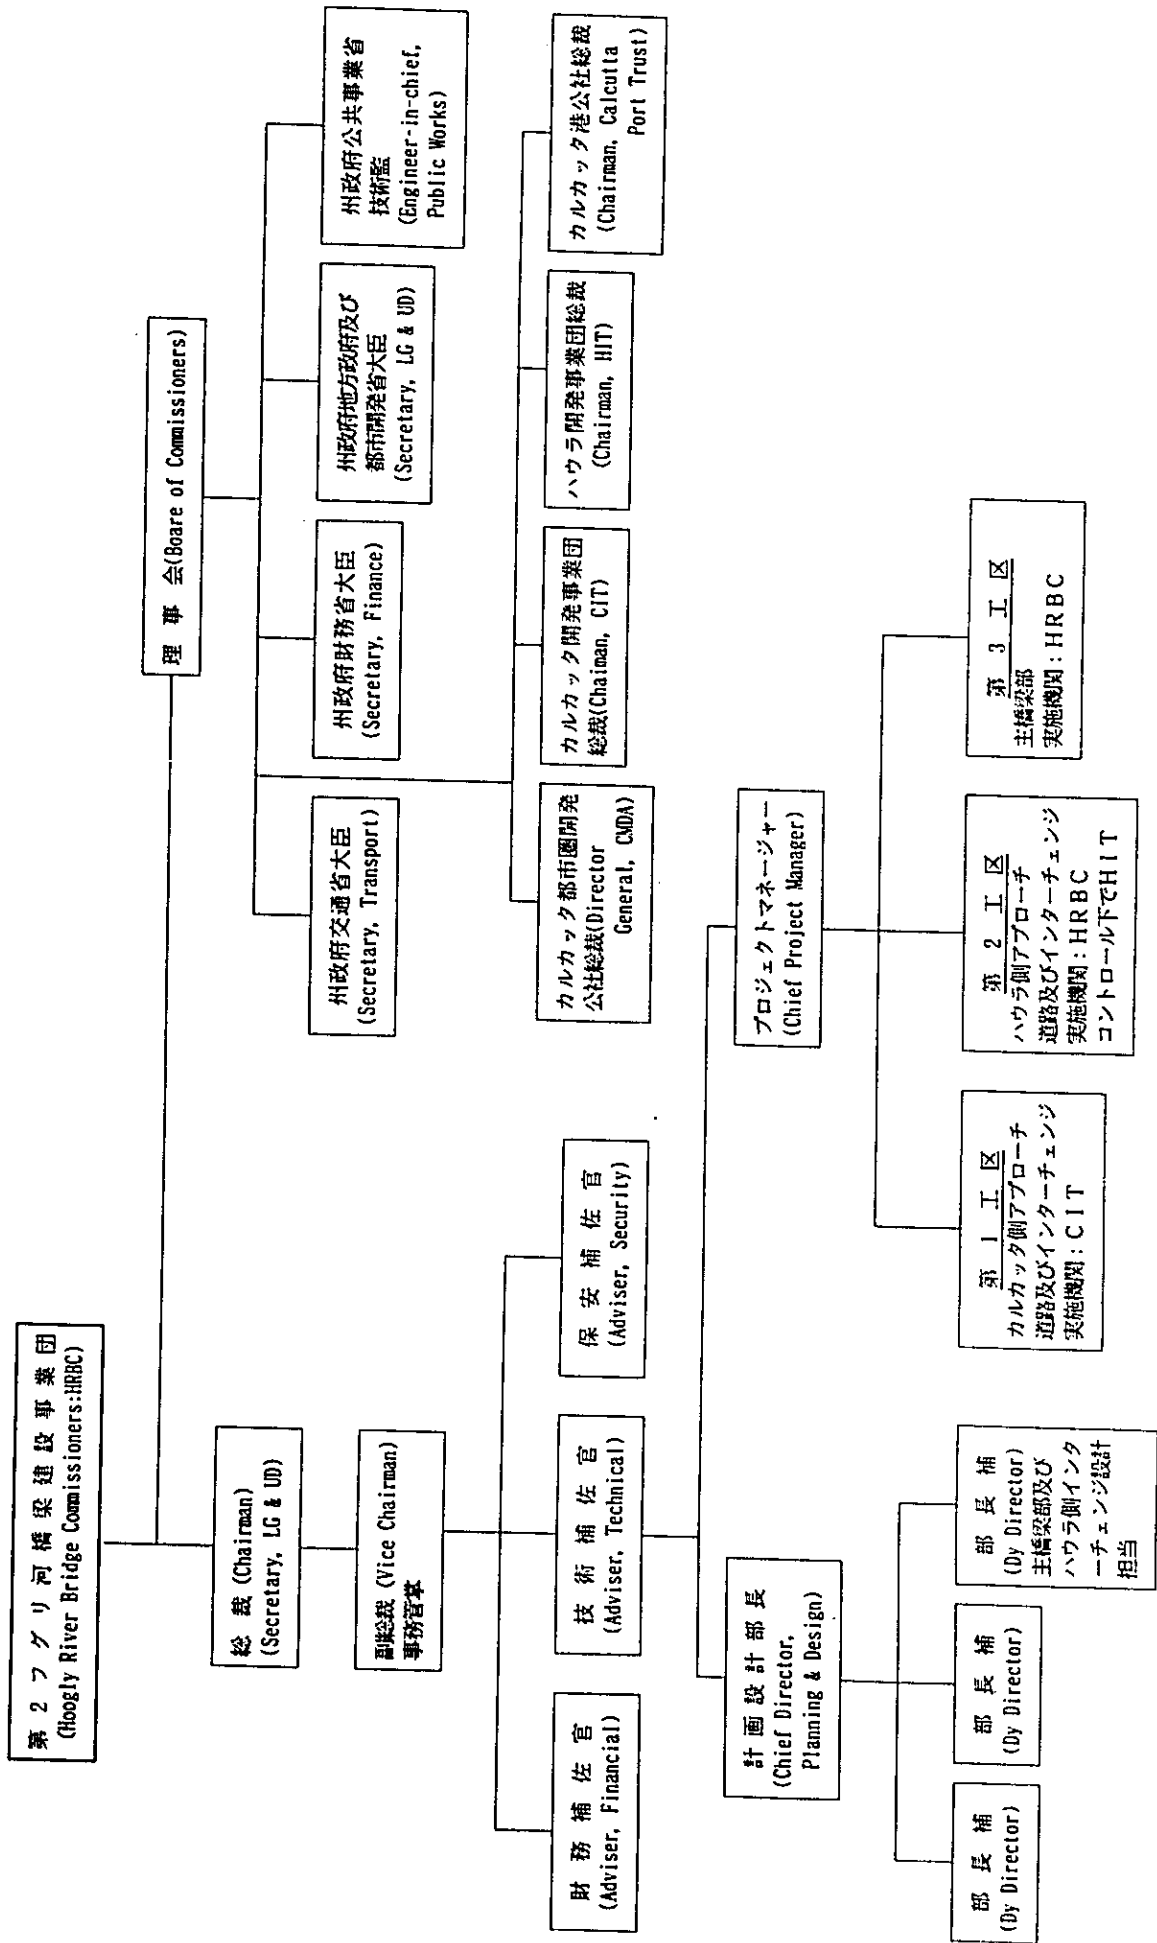 第２フグリ河橋梁建設事業団
(Hoogly River Bridge Commissioners:HRBC)
理 事 会(Boare of Commissioners)
総 裁 (Chairman)
(Secretary, LG & UD)
副総裁 (Vice Chairman)
事務管掌
州政府交通省大臣
(Secretary, Transport)
州政府財務省大臣
(Secretary, Finance)
州政府地方政府及び
都市開発省大臣
(Secretary, LG & UD)
州政府公共事業省
技術監
(Engineer-in-chief,
Public Works)
カルカッタ都市圏開発
公社総裁(Director
General, CMDA)
カルカッタ開発事業団
総裁(Chaiman, CIT)
ハウラ開発事業団総裁
(Chairman, HIT)
カルカッタ港公社総裁
(Chairman, Calcutta
Port Trust)
財 務 補 佐 官
(Adviser, Financial)
技 術 補 佐 官
(Adviser, Technical)
保 安 補 佐 官
(Adviser, Security)
計 画 設 計 部 長
(Chief Director,
Planning & Design)
プロジェクトマネージャー
(Chief Project Manager)
部 長 補
(Dy Director)
部 長 補
(Dy Director)
部 長 補
(Dy Director)
主橋梁部及び
ハウラ側インタ
ーチェンジ設計
担当
第 １ 工 区
カルカッタ側アプローチ
道路及びインターチェンジ
実施機関：ＣＩＴ
第 ２ 工 区
ハウラ側アプローチ
道路及びインターチェンジ
実施機関：ＨＲＢＣ
コントロール下でＨＩＴ
第 ３ 工 区
主橋梁部
実施機関：ＨＲＢＣ